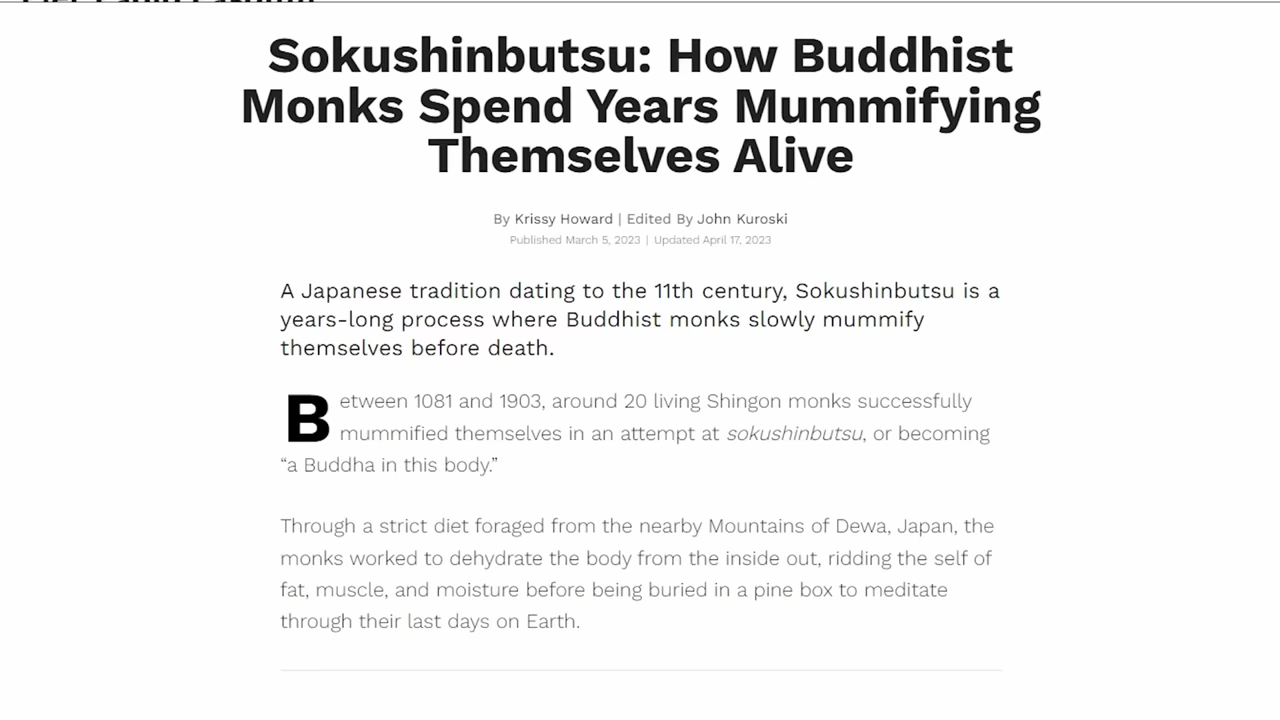 Sokushinbutsu: How Buddhist
Monks Spend Years Mummifying
Themselves Alive
By Krissy Howard | Edited By John Kuroski
Published March 5, 2023 | Updated April 17, 2023
A Japanese tradition dating to the 11th century, Sokushinbutsu is a
years-long process where Buddhist monks slowly mummify
themselves before death.
Between 1081 and 1903, around 20 living Shingon monks successfully
mummified themselves in an attempt at sokushinbutsu, or becoming
“a Buddha in this body.”
Through a strict diet foraged from the nearby Mountains of Dewa, Japan, the
monks worked to dehydrate the body from the inside out, ridding the self of
fat, muscle, and moisture before being buried in a pine box to meditate
through their last days on Earth.